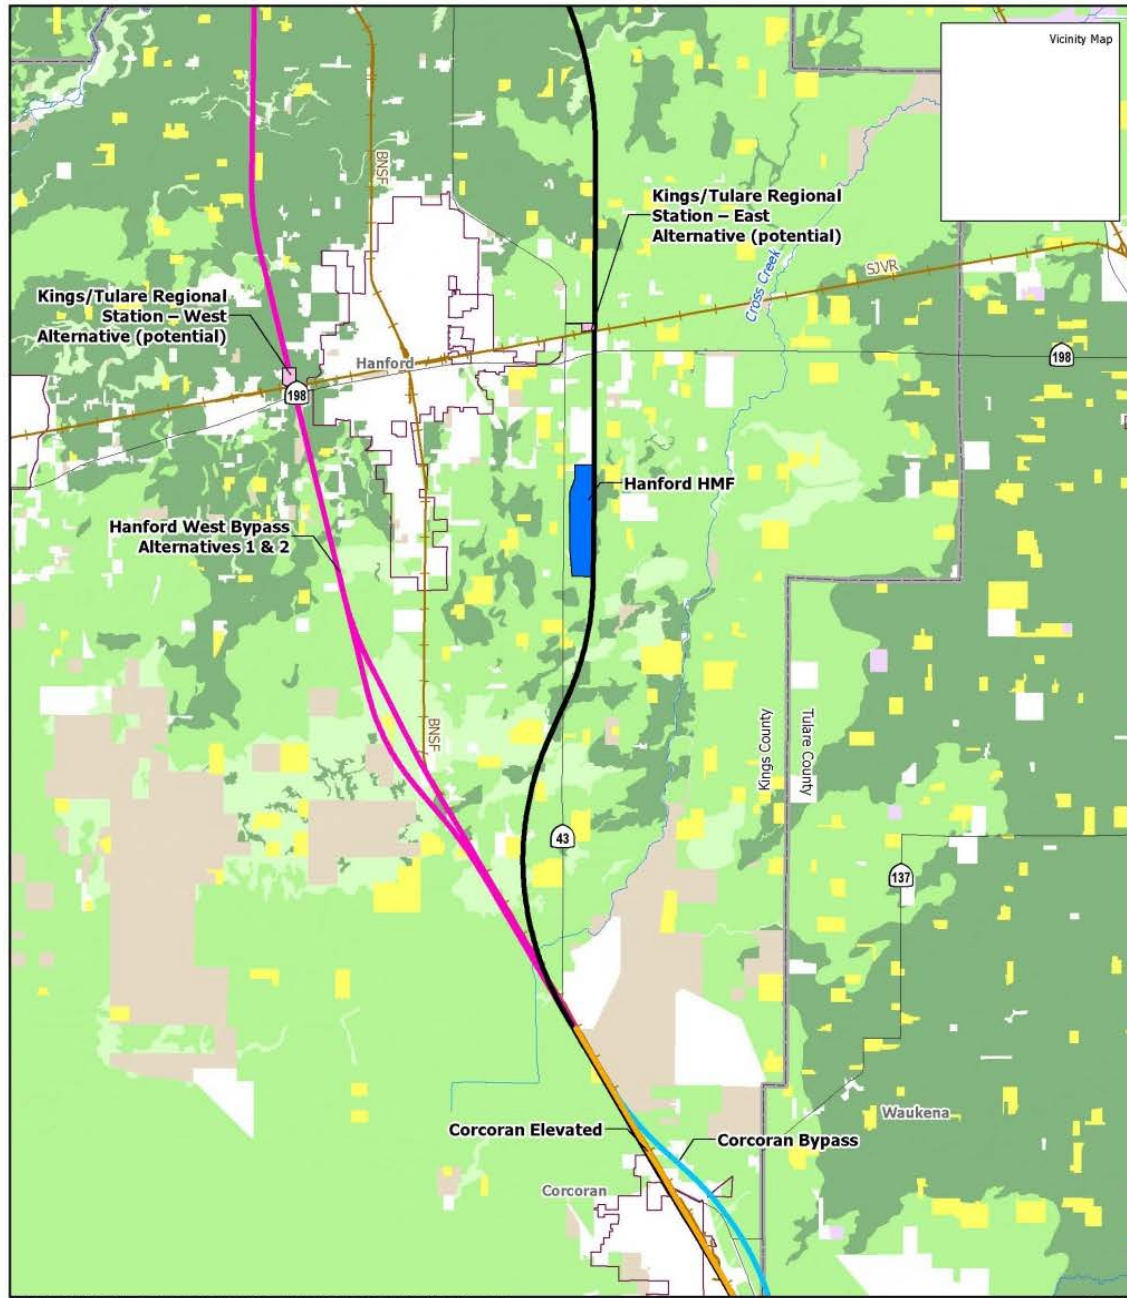 Vicinity Map
BNSF
Kings/Tulare Regional
Station – East
Alternative (potential)
Cross Creek
SJVR
Kings/Tulare Regional
Station – West
Alternative (potential)
Hanford
198
198
Hanford HMF
Hanford West Bypass
Alternatives 1 & 2
BNSF
Kings County
Tulare County
43
137
Waukena
Corcoran Elevated
Corcoran Bypass
Corcoran